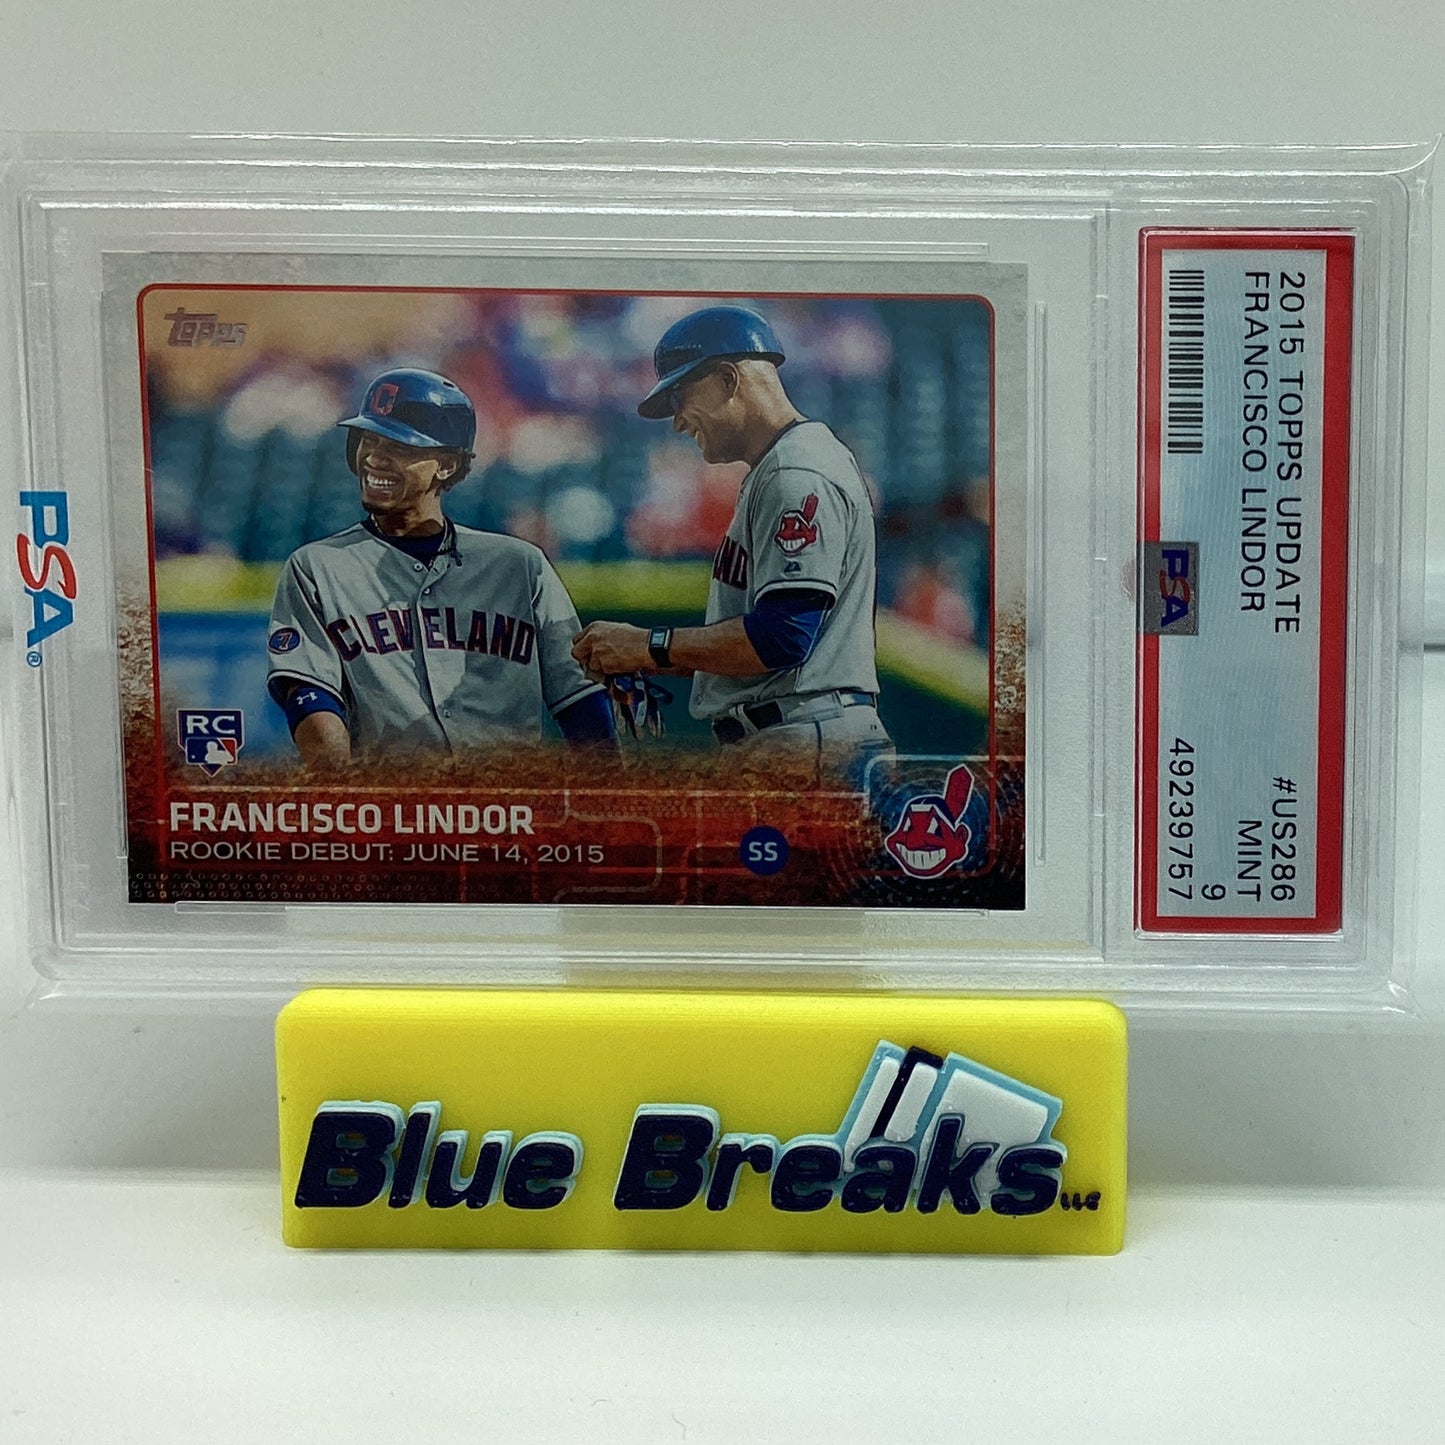 TOPPS
C
CLEVELAND
AND
RC
FRANCISCO LINDOR
ROOKIE DEBUT: JUNE 14, 2015
SS
PSA®
2015 TOPPS UPDATE #US286
FRANCISCO LINDOR MINT
PSA 9
49239757
Blue Breaks LLC